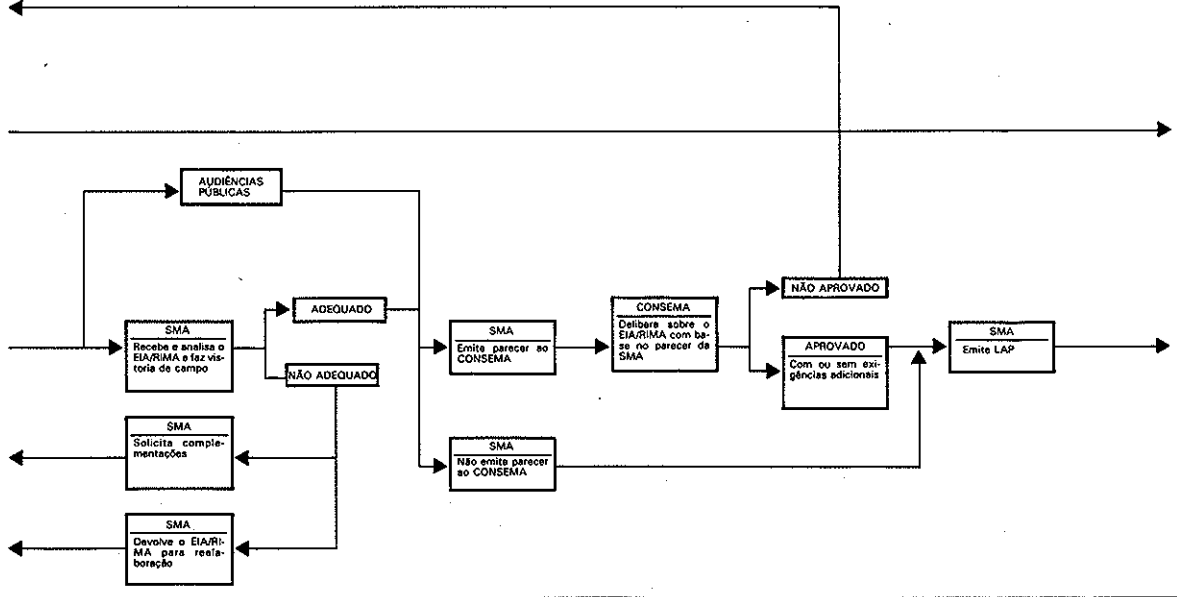 AUDIÊNCIAS
PÚBLICAS
ADEQUADO
NÃO ADEQUADO
SMA
Recebe e analisa o
EIA/RIMA e faz vis-
toria de campo
SMA
Solicita comple-
mentações
SMA
Devolve o EIA/RI-
MA para reela-
boração
SMA
Emite parecer ao
CONSEMA
SMA
Não emite parecer
ao CONSEMA
CONSEMA
Delibera sobre o
EIA/RIMA com ba-
se no parecer da
SMA
NÃO APROVADO
APROVADO
Com ou sem exi-
gências adicionais
SMA
Emite LAP